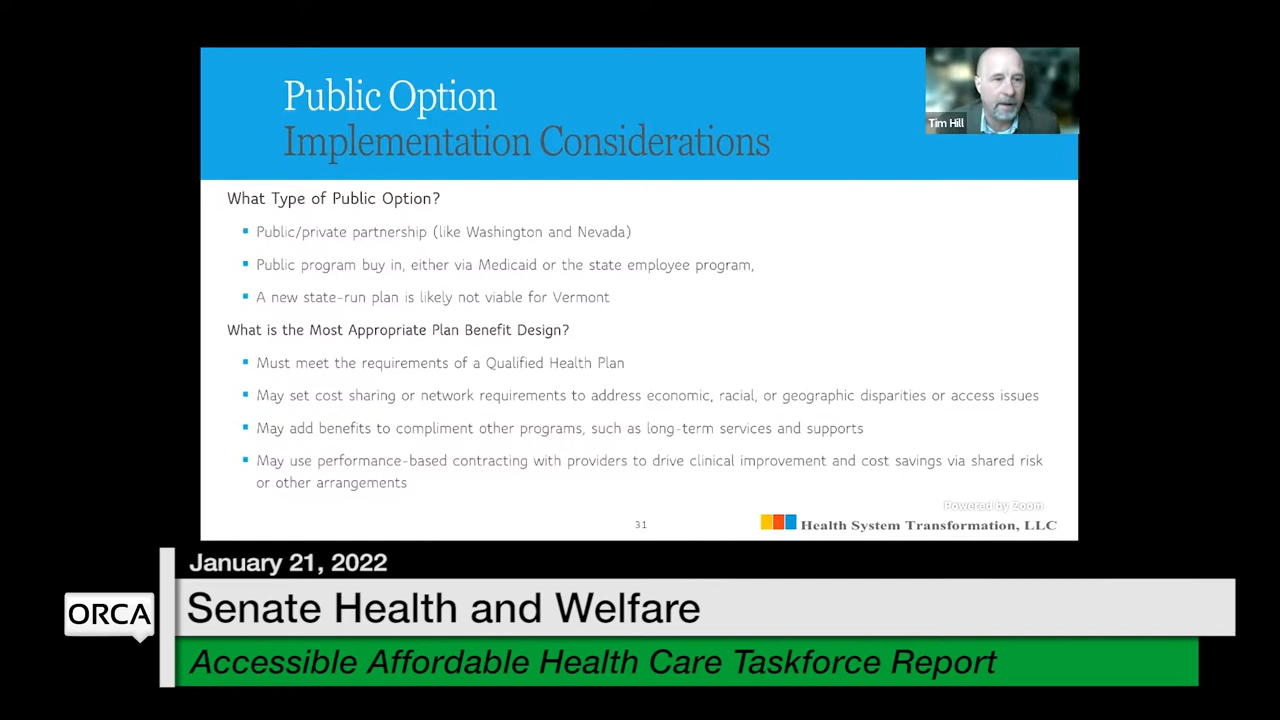 Public Option
Implementation Considerations
Tim Hill
What Type of Public Option?
Public/private partnership (like Washington and Nevada)
Public program buy in, either via Medicaid or the state employee program,
A new state-run plan is likely not viable for Vermont
What is the Most Appropriate Plan Benefit Design?
Must meet the requirements of a Qualified Health Plan
May set cost sharing or network requirements to address economic, racial, or geographic disparities or access issues
May add benefits to compliment other programs, such as long-term services and supports
May use performance-based contracting with providers to drive clinical improvement and cost savings via shared risk
or other arrangements
Powered by Zoom
31
Health System Transformation, LLC
January 21, 2022
ORCA
Senate Health and Welfare
Accessible Affordable Health Care Taskforce Report